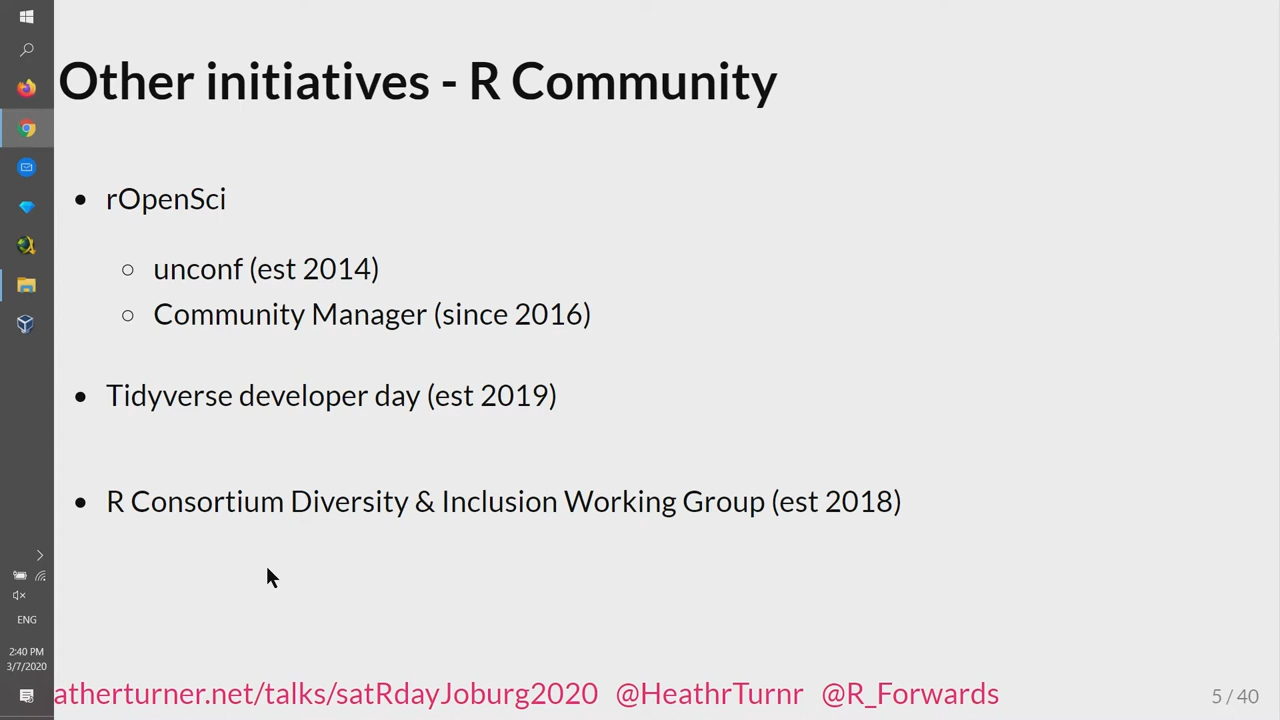 Other initiatives - R Community
rOpenSci
unconf (est 2014)
Community Manager (since 2016)
Tidyverse developer day (est 2019)
R Consortium Diversity & Inclusion Working Group (est 2018)
ENG
2:40 PM
3/7/2020
atherturner.net/talks/satRdayJoburg2020 @HeathrTurnr @R_Forwards
5 / 40